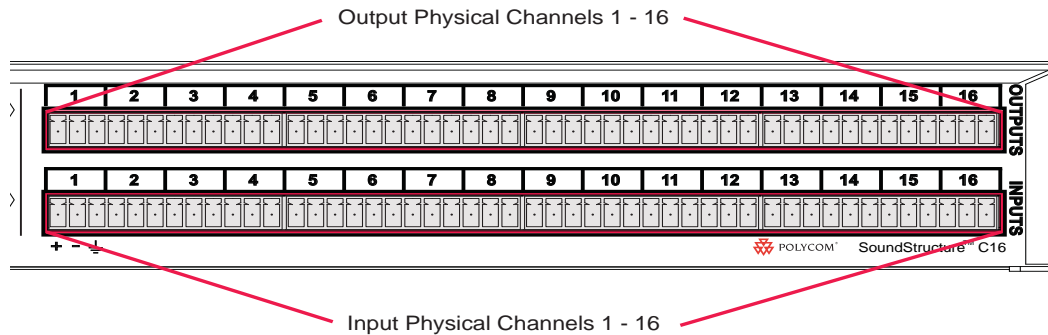 Output Physical Channels 1 - 16
1 2 3 4 5 6 7 8 9 10 11 12 13 14 15 16
OUTPUTS
1 2 3 4 5 6 7 8 9 10 11 12 13 14 15 16
INPUTS
+ -
POLYCOM® SoundStructure™ C16
Input Physical Channels 1 - 16